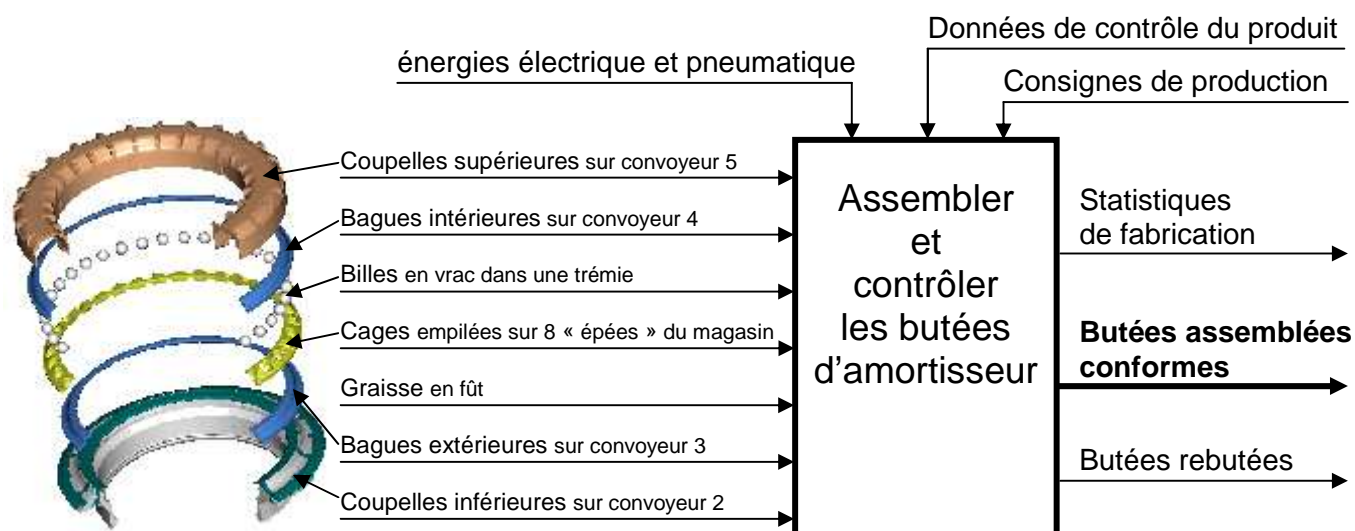 Données de contrôle du produit
énergies électrique et pneumatique
Consignes de production
Coupelles supérieures sur convoyeur 5
Bagues intérieures sur convoyeur 4
Billes en vrac dans une trémie
Cages empilées sur 8 « épées » du magasin
Graisse en fût
Bagues extérieures sur convoyeur 3
Coupelles inférieures sur convoyeur 2
Assembler
et
contrôler
les butées
d’amortisseur
Statistiques
de fabrication
Butées assemblées
conformes
Butées rebutées